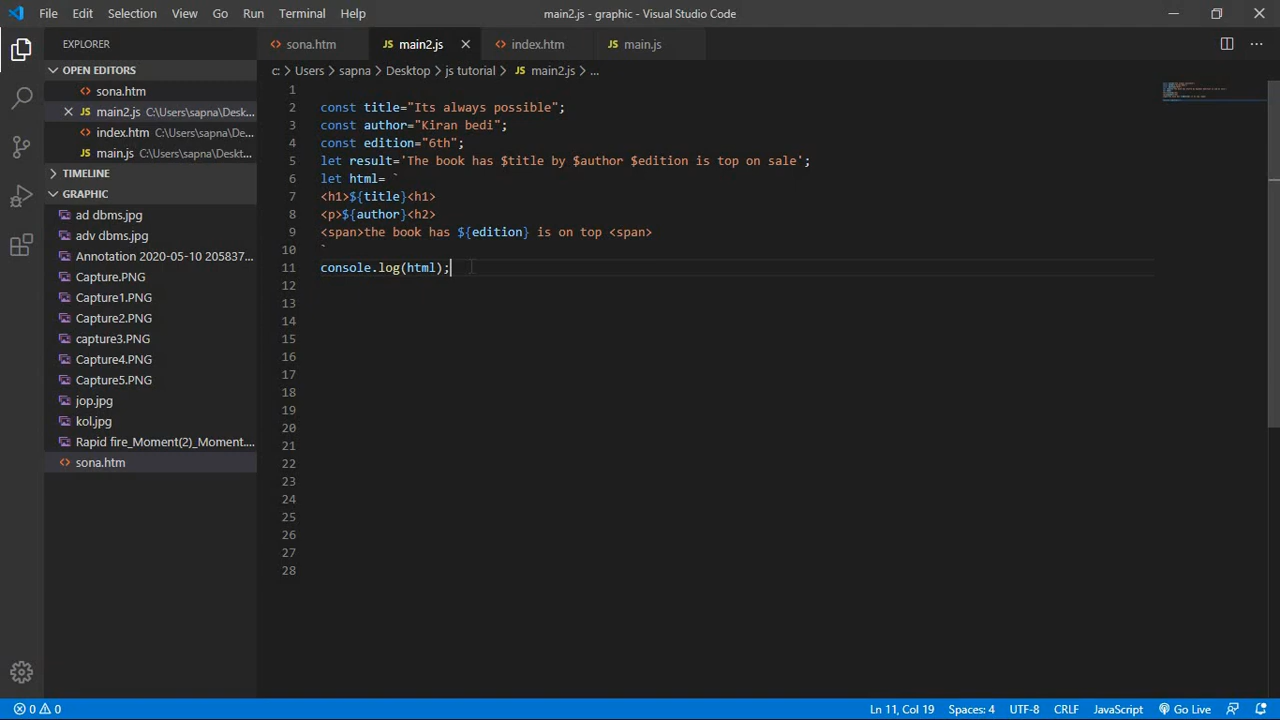 File Edit Selection View Go Run Terminal Help
main2.js - graphic - Visual Studio Code
EXPLORER
OPEN EDITORS
sona.htm
main2.js C:\Users\sapna\Desk...
index.htm C:\Users\sapna\De...
main.js C:\Users\sapna\Deskt...
TIMELINE
GRAPHIC
ad dbms.jpg
adv dbms.jpg
Annotation 2020-05-10 205837...
Capture.PNG
Capture1.PNG
Capture2.PNG
capture3.PNG
Capture4.PNG
Capture5.PNG
jop.jpg
kol.jpg
Rapid fire_Moment(2)_Moment....
sona.htm
sona.htm JS main2.js index.htm JS main.js
c: > Users > sapna > Desktop > js tutorial > JS main2.js > ...
1
2 const title="Its always possible";
3 const author="Kiran bedi";
4 const edition="6th";
5 let result='The book has $title by $author $edition is top on sale';
6 let html= `
7 <h1>${title}<h1>
8 <p>${author}<h2>
9 <span>the book has ${edition} is on top <span>
10 `
11 console.log(html);
12
13
14
15
16
17
18
19
20
21
22
23
24
25
26
27
28
0 0
Ln 11, Col 19 Spaces: 4 UTF-8 CRLF JavaScript Go Live